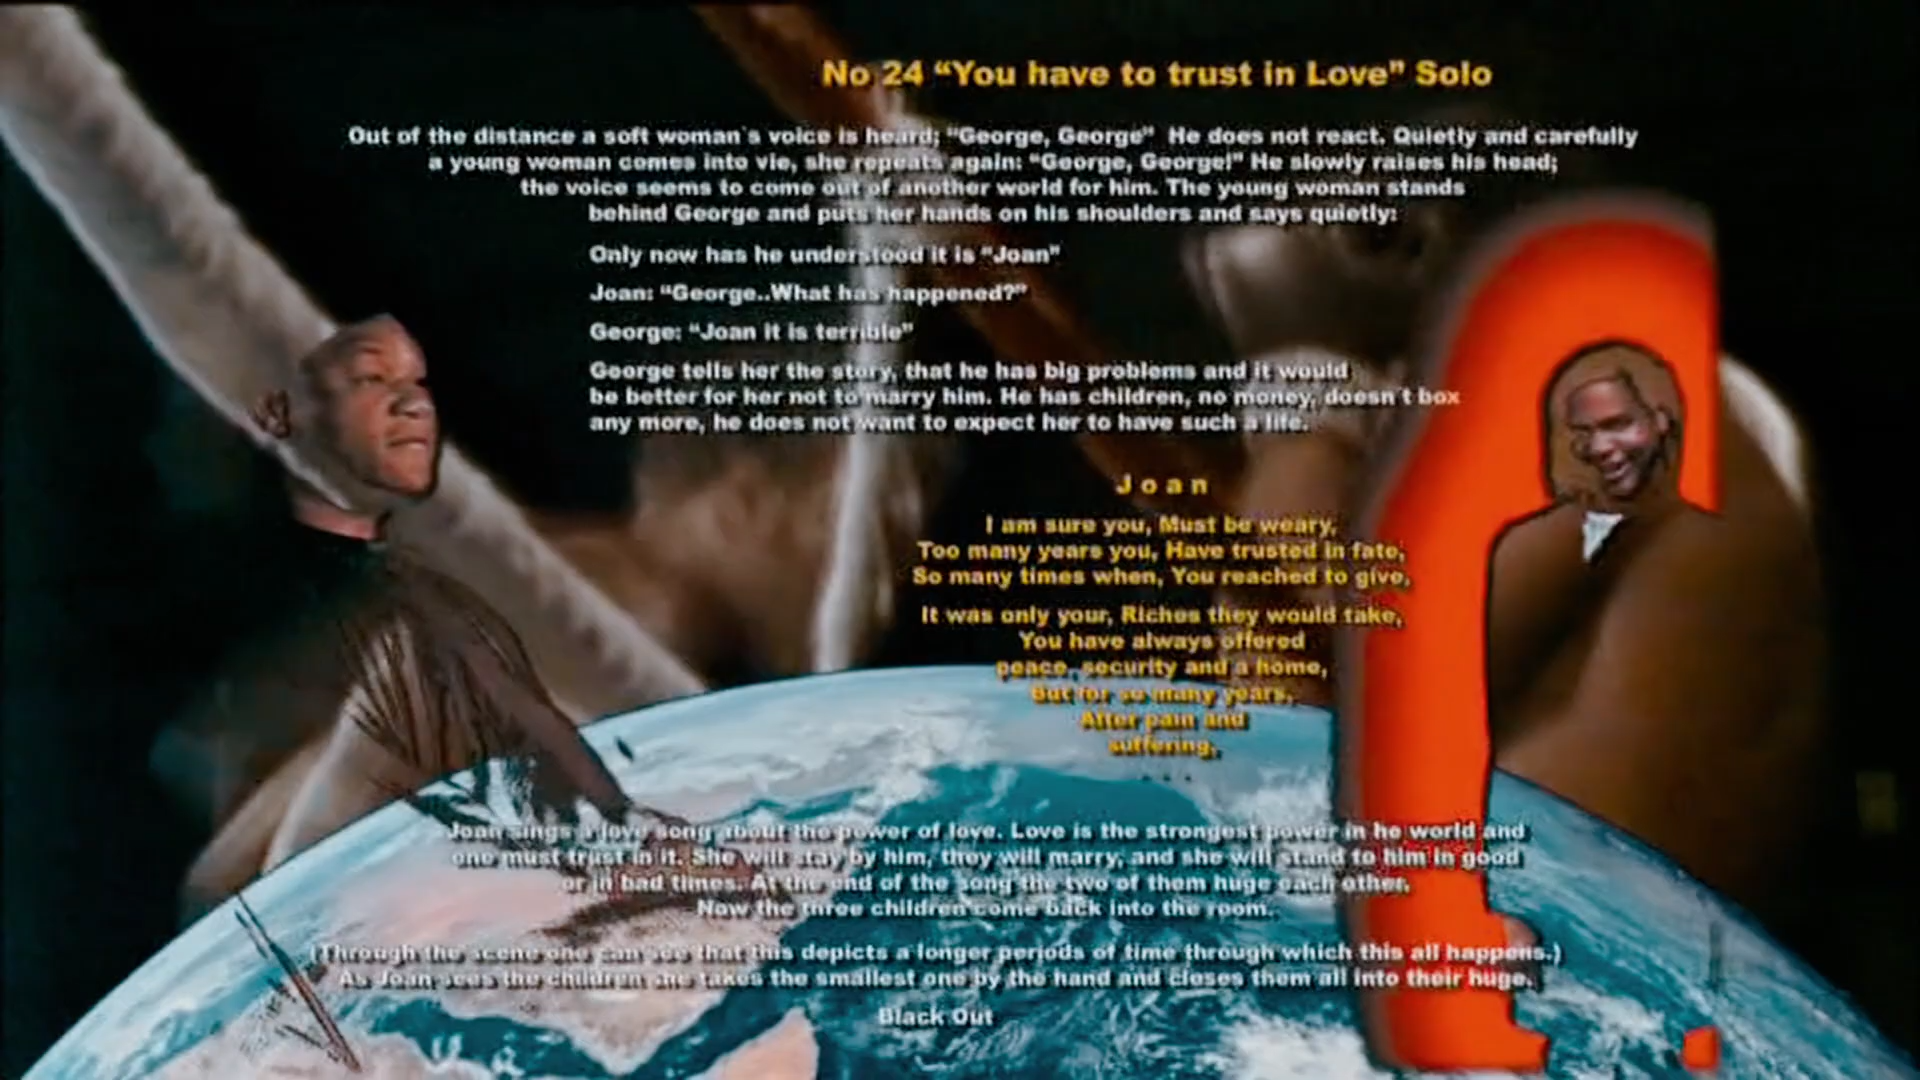 No 24 “You have to trust in Love” Solo
Out of the distance a soft woman`s voice is heard; “George, George” He does not react. Quietly and carefully
a young woman comes into vie, she repeats again: “George, George!” He slowly raises his head;
the voice seems to come out of another world for him. The young woman stands
behind George and puts her hands on his shoulders and says quietly:
Only now has he understood it is “Joan”
Joan: “George..What has happened?”
George: “Joan it is terrible”
George tells her the story, that he has big problems and it would
be better for her not to marry him. He has children, no money, doesn`t box
any more, he does not want to expect her to have such a life.
Joan
I am sure you, Must be weary,
Too many years you, Have trusted in fate,
So many times when, You reached to give,
It was only your, Riches they would take,
You have always offered
peace, security and a home,
But for so many years,
After pain and
suffering,
. . .
Joan sings a love song about the power of love. Love is the strongest power in he world and
one must trust in it. She will stay by him, they will marry, and she will stand to him in good
or in bad times. At the end of the song the two of them huge each other.
Now the three children come back into the room.
(Through the scene one can see that this depicts a longer periods of time through which this all happens.)
As Joan sees the children she takes the smallest one by the hand and closes them all into their huge.
Black Out